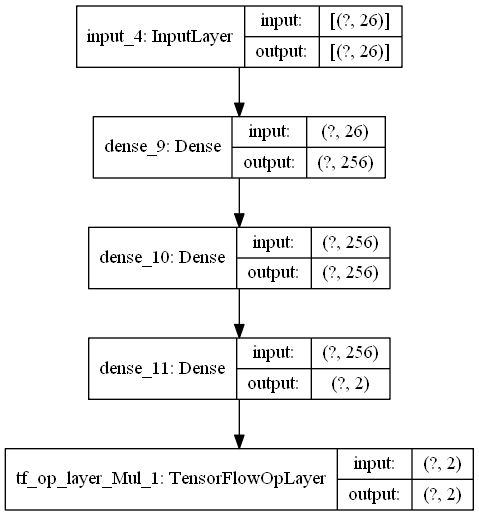 input_4: InputLayer
input: [(?, 26)]
output: [(?, 26)]
dense_9: Dense
input: (?, 26)
output: (?, 256)
dense_10: Dense
input: (?, 256)
output: (?, 256)
dense_11: Dense
input: (?, 256)
output: (?, 2)
tf_op_layer_Mul_1: TensorFlowOpLayer
input: (?, 2)
output: (?, 2)